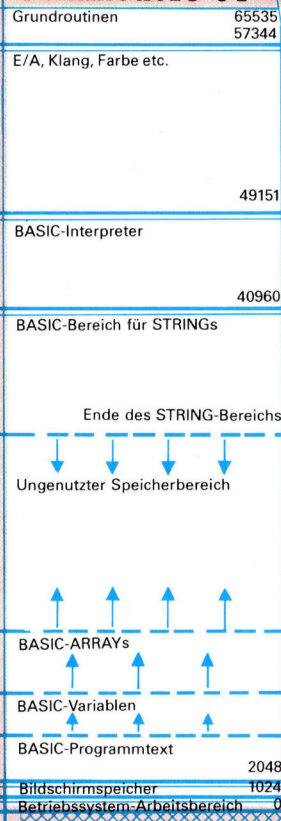 Grundroutinen 65535
57344
E/A, Klang, Farbe etc.
49151
BASIC-Interpreter
40960
BASIC-Bereich für STRINGs
Ende des STRING-Bereichs
Ungenutzter Speicherbereich
BASIC-ARRAYs
BASIC-Variablen
BASIC-Programmtext
2048
Bildschirmspeicher 1024
Betriebssystem-Arbeitsbereich 0